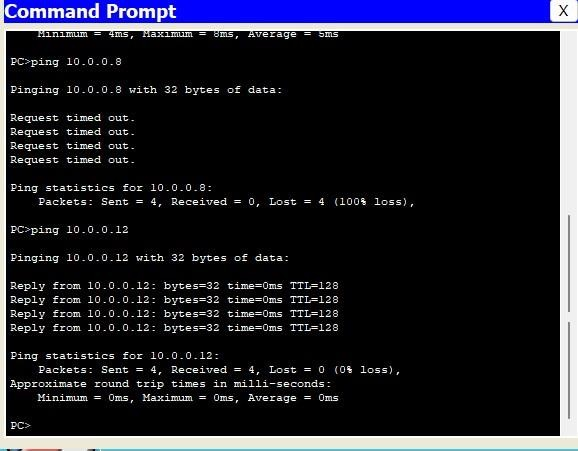 Command Prompt
X
Minimum = 4ms, Maximum = 8ms, Average = 5ms
PC>ping 10.0.0.8
Pinging 10.0.0.8 with 32 bytes of data:
Request timed out.
Request timed out.
Request timed out.
Request timed out.
Ping statistics for 10.0.0.8:
Packets: Sent = 4, Received = 0, Lost = 4 (100% loss),
PC>ping 10.0.0.12
Pinging 10.0.0.12 with 32 bytes of data:
Reply from 10.0.0.12: bytes=32 time=0ms TTL=128
Reply from 10.0.0.12: bytes=32 time=0ms TTL=128
Reply from 10.0.0.12: bytes=32 time=0ms TTL=128
Reply from 10.0.0.12: bytes=32 time=0ms TTL=128
Ping statistics for 10.0.0.12:
Packets: Sent = 4, Received = 4, Lost = 0 (0% loss),
Approximate round trip times in milli-seconds:
Minimum = 0ms, Maximum = 0ms, Average = 0ms
PC>